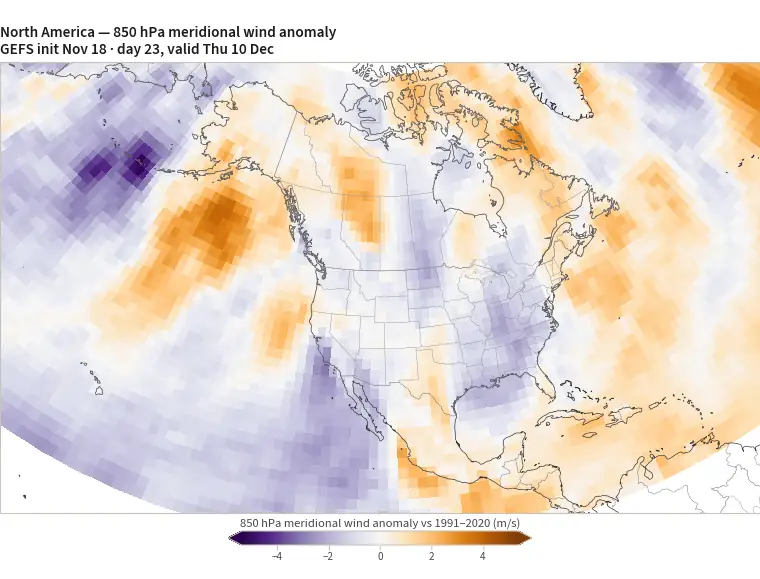 North America — 850 hPa meridional wind anomaly
GEFS init Nov 18 · day 23, valid Thu 10 Dec
850 hPa meridional wind anomaly vs 1991–2020 (m/s)
−4 −2 0 2 4